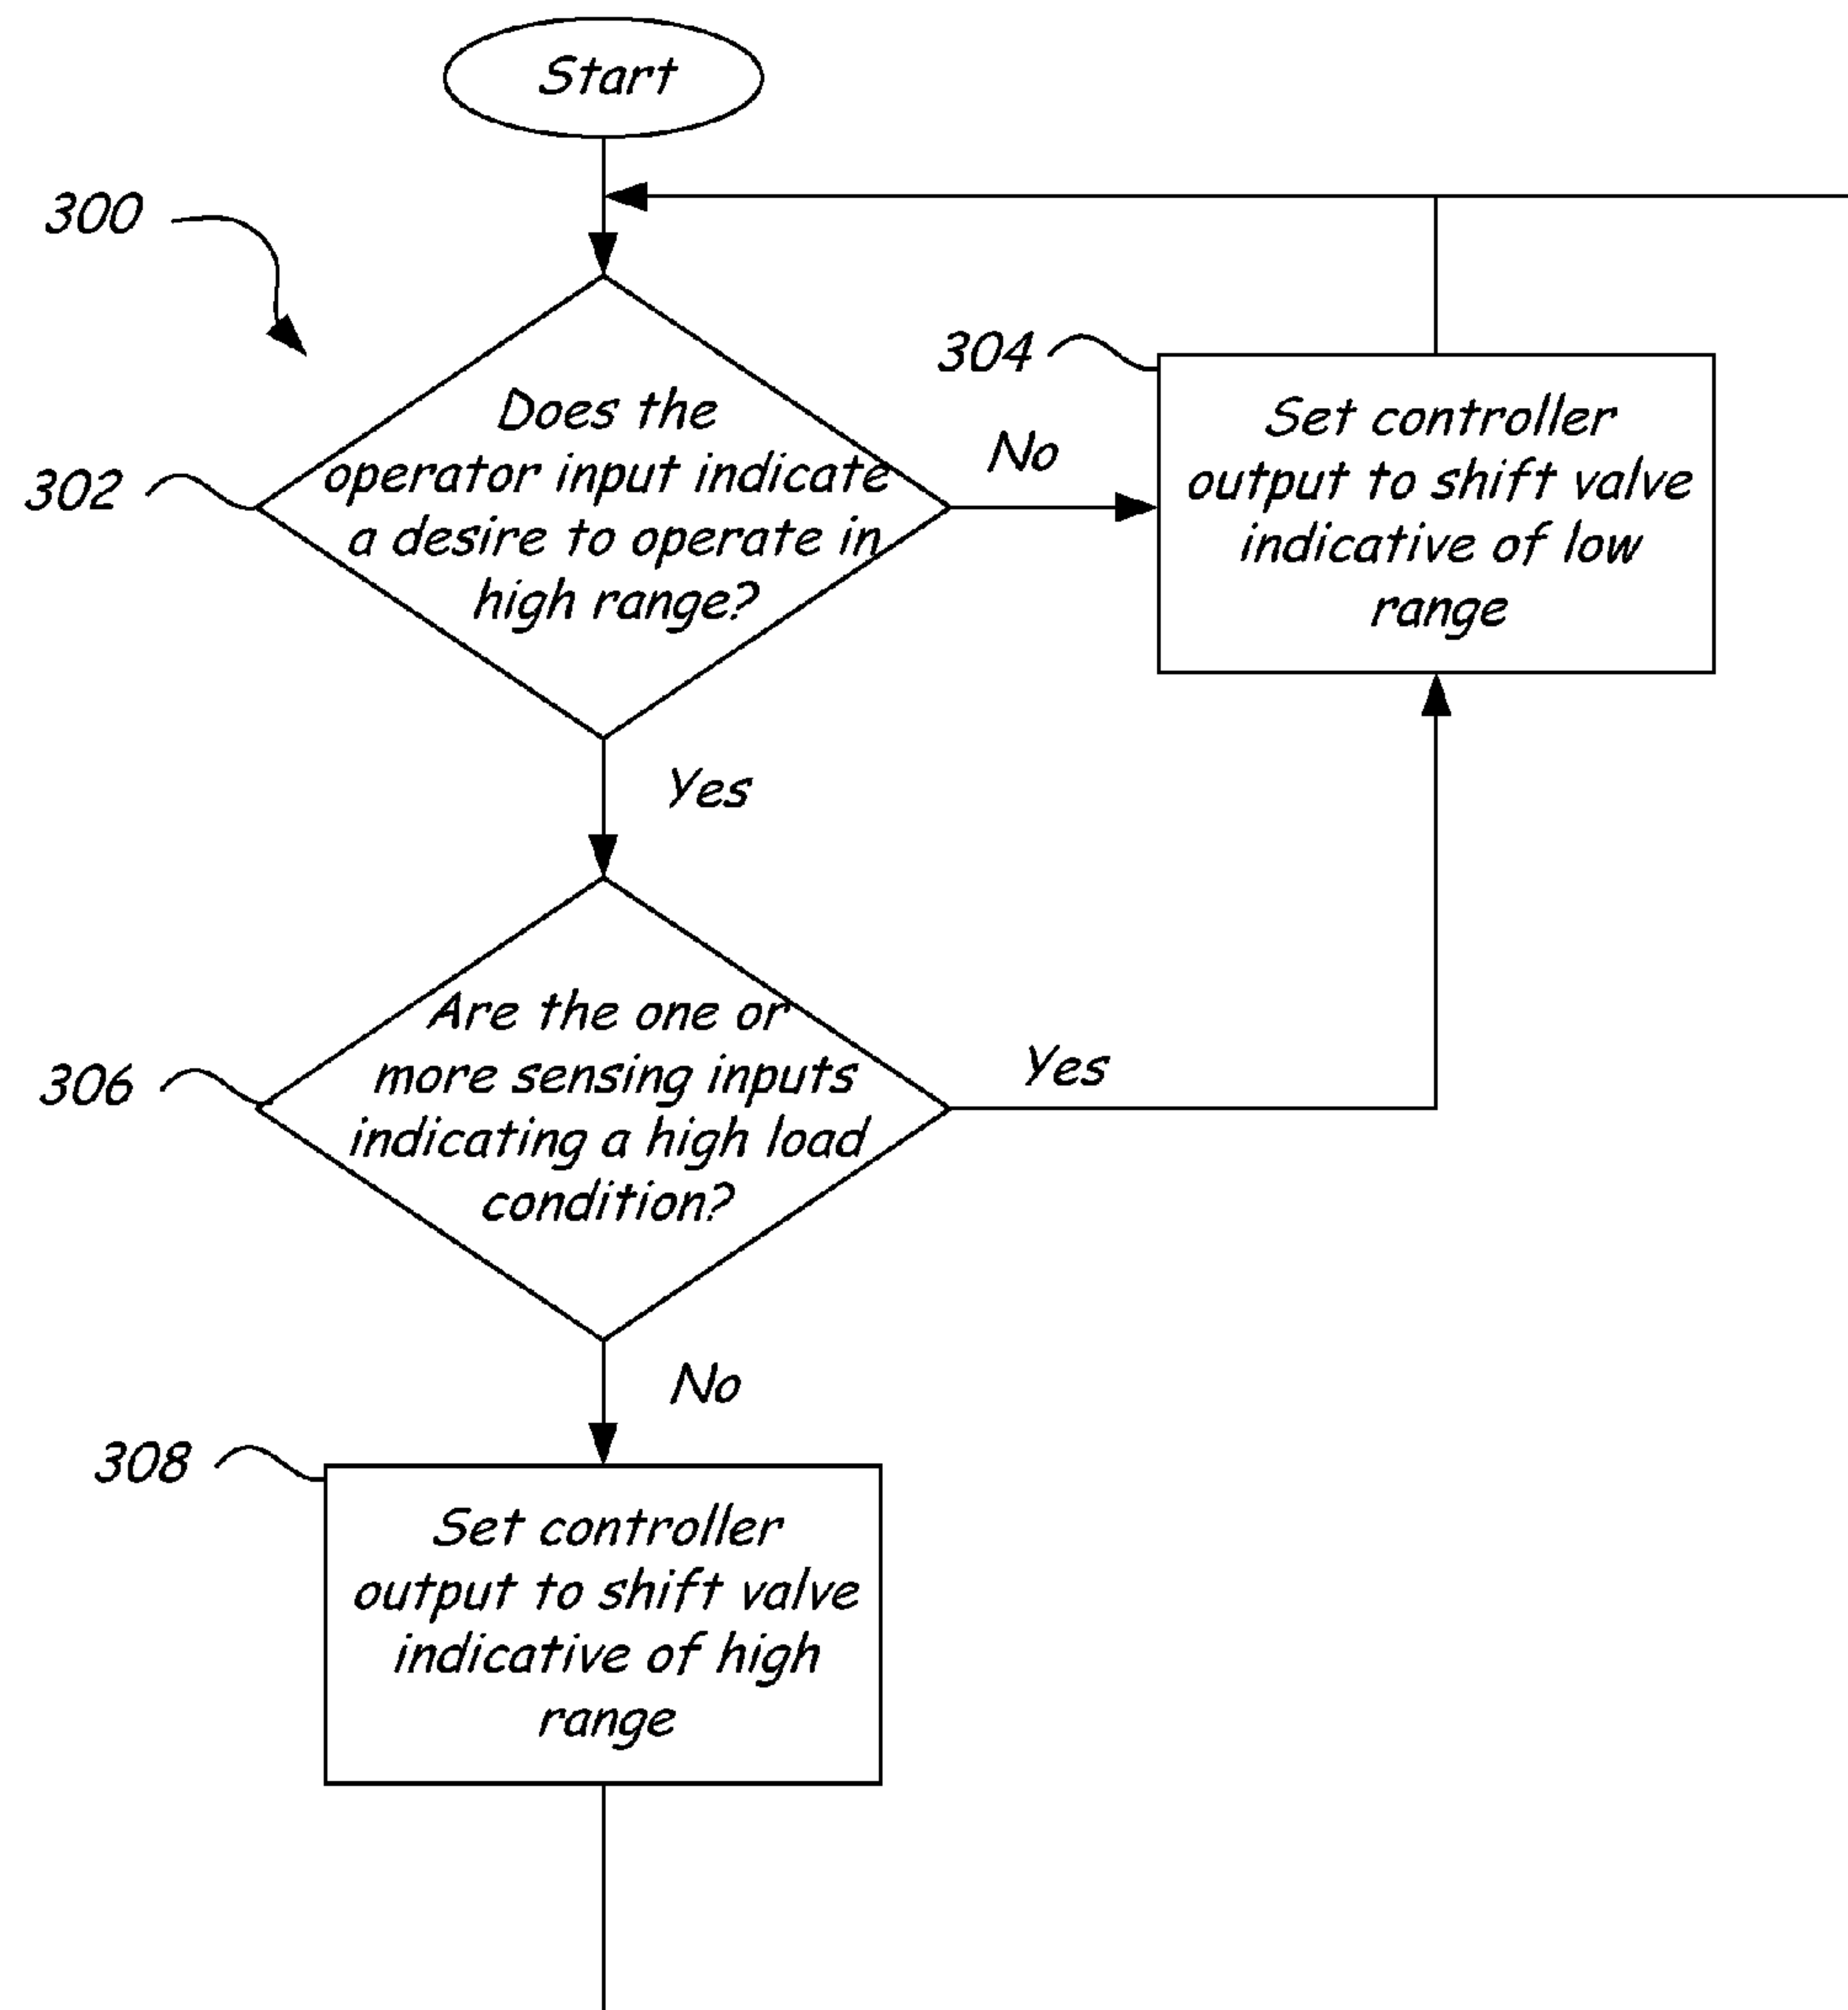 Start
300
302
Does the
operator input indicate
a desire to operate in
high range?
No
304
Set controller
output to shift valve
indicative of low
range
Yes
306
Are the one or
more sensing inputs
indicating a high load
condition?
Yes
No
308
Set controller
output to shift valve
indicative of high
range